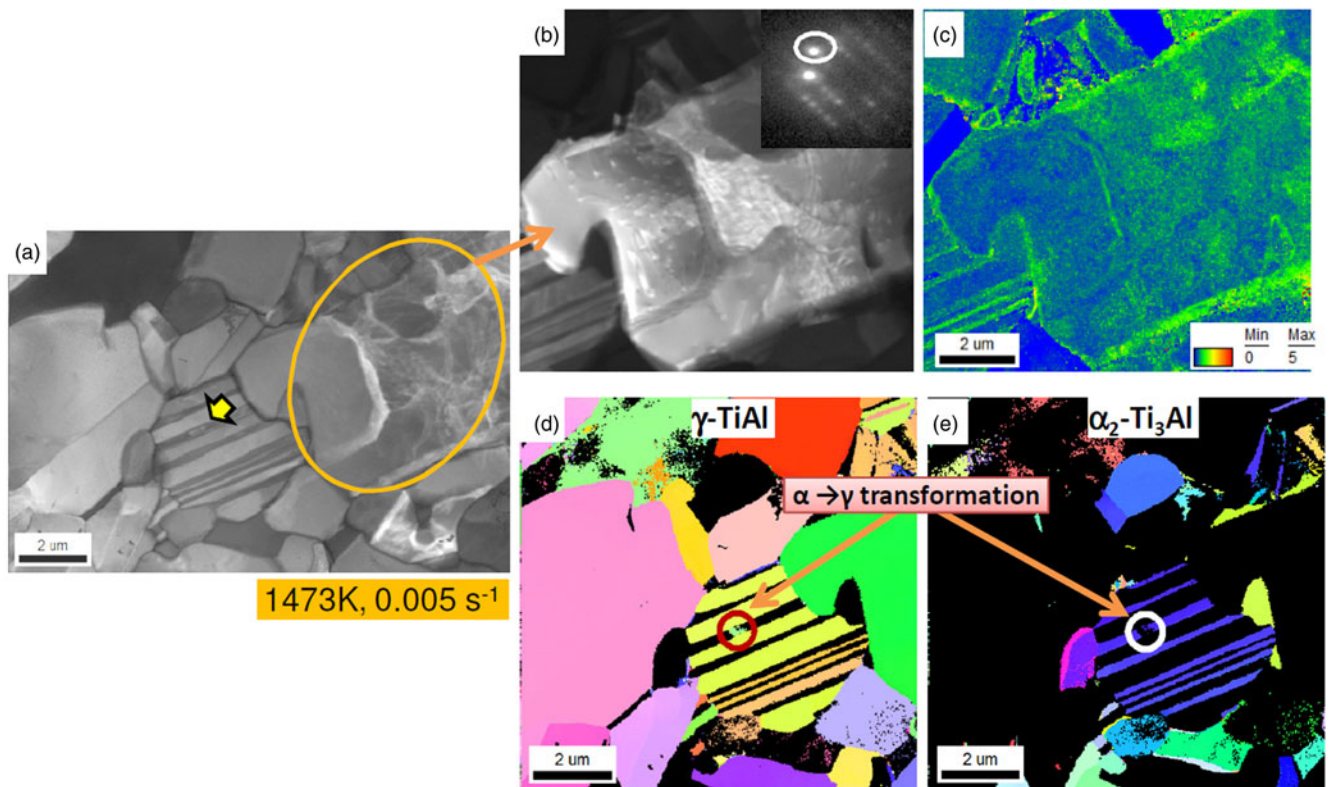 (a)
2 um
1473K, 0.005 s⁻¹
(b)
(c)
2 um
Min Max
0 5
(d)
γ-TiAl
2 um
(e)
α₂-Ti₃Al
2 um
α → γ transformation